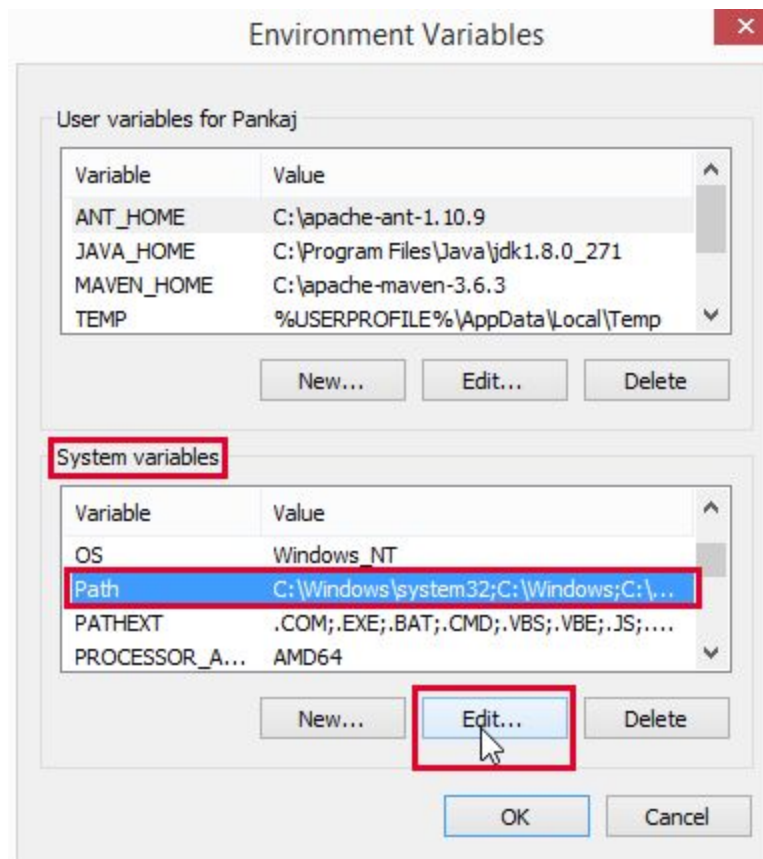 Environment Variables
User variables for Pankaj
Variable Value
ANT_HOME C:\apache-ant-1.10.9
JAVA_HOME C:\Program Files\Java\jdk1.8.0_271
MAVEN_HOME C:\apache-maven-3.6.3
TEMP %USERPROFILE%\AppData\Local\Temp
New... Edit... Delete
System variables
Variable Value
OS Windows_NT
Path C:\Windows\system32;C:\Windows;C:\...
PATHEXT .COM;.EXE;.BAT;.CMD;.VBS;.VBE;.JS;....
PROCESSOR_A... AMD64
New... Edit... Delete
OK Cancel